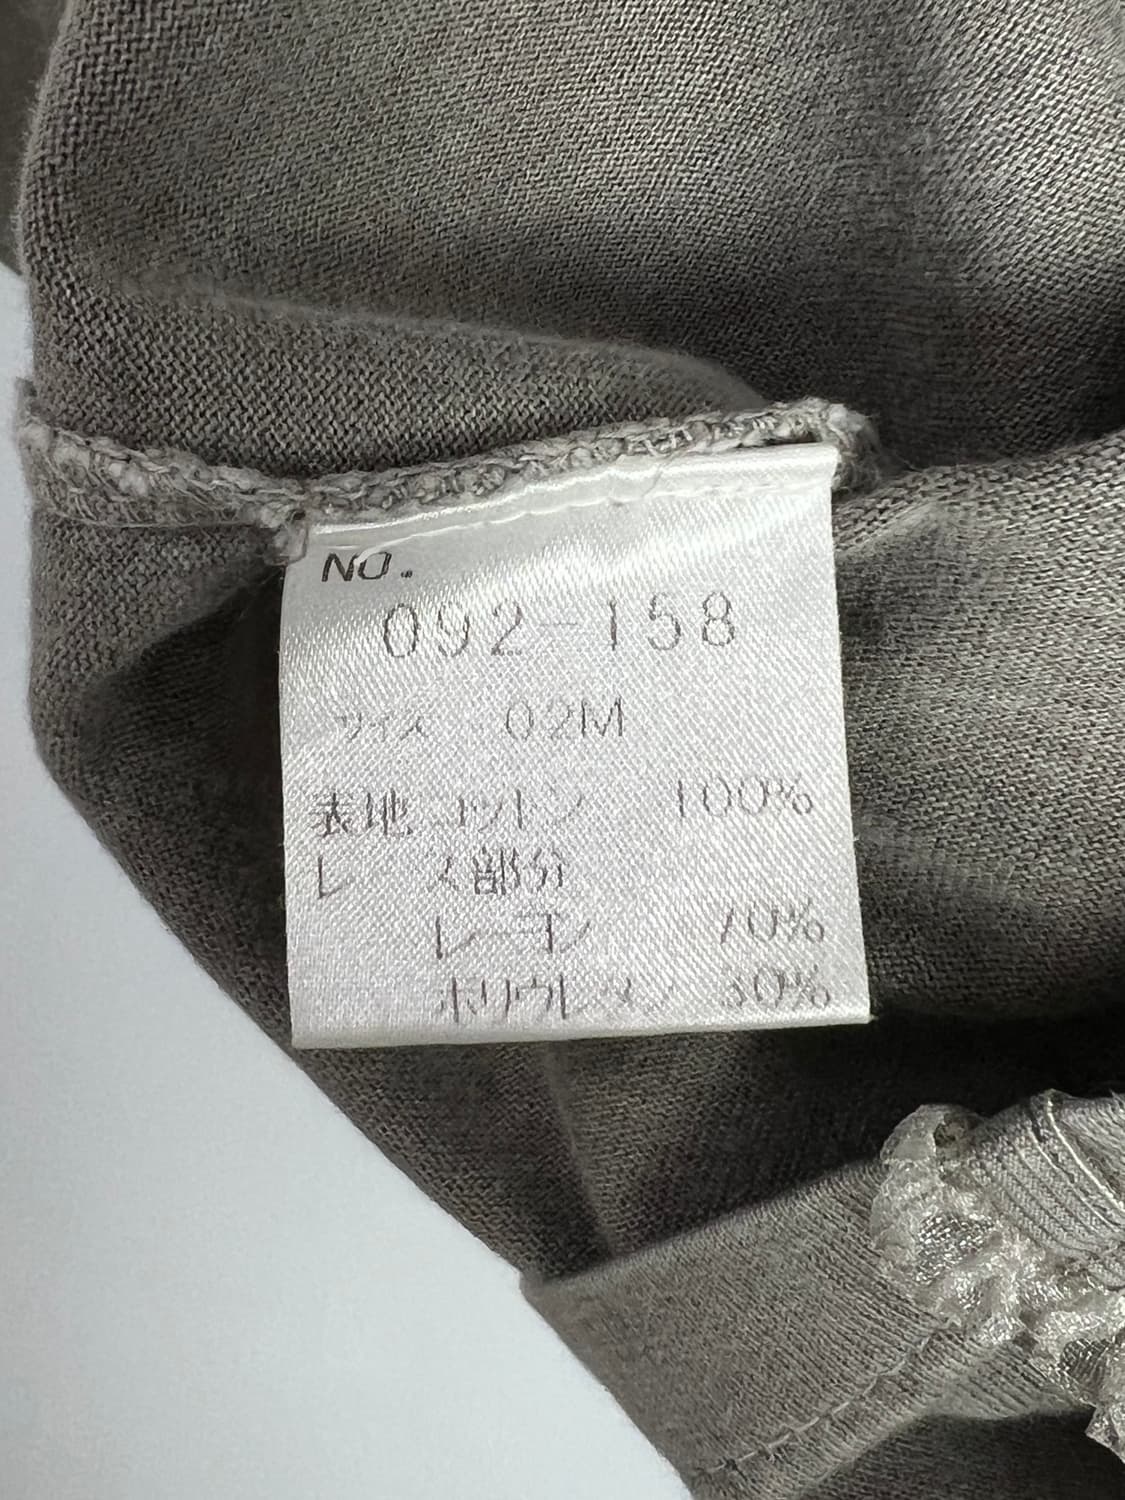 NO.
092-158
サイズ 02M
表地 コットン 100%
レース部分
レーヨン 70%
ポリウレタン 30%